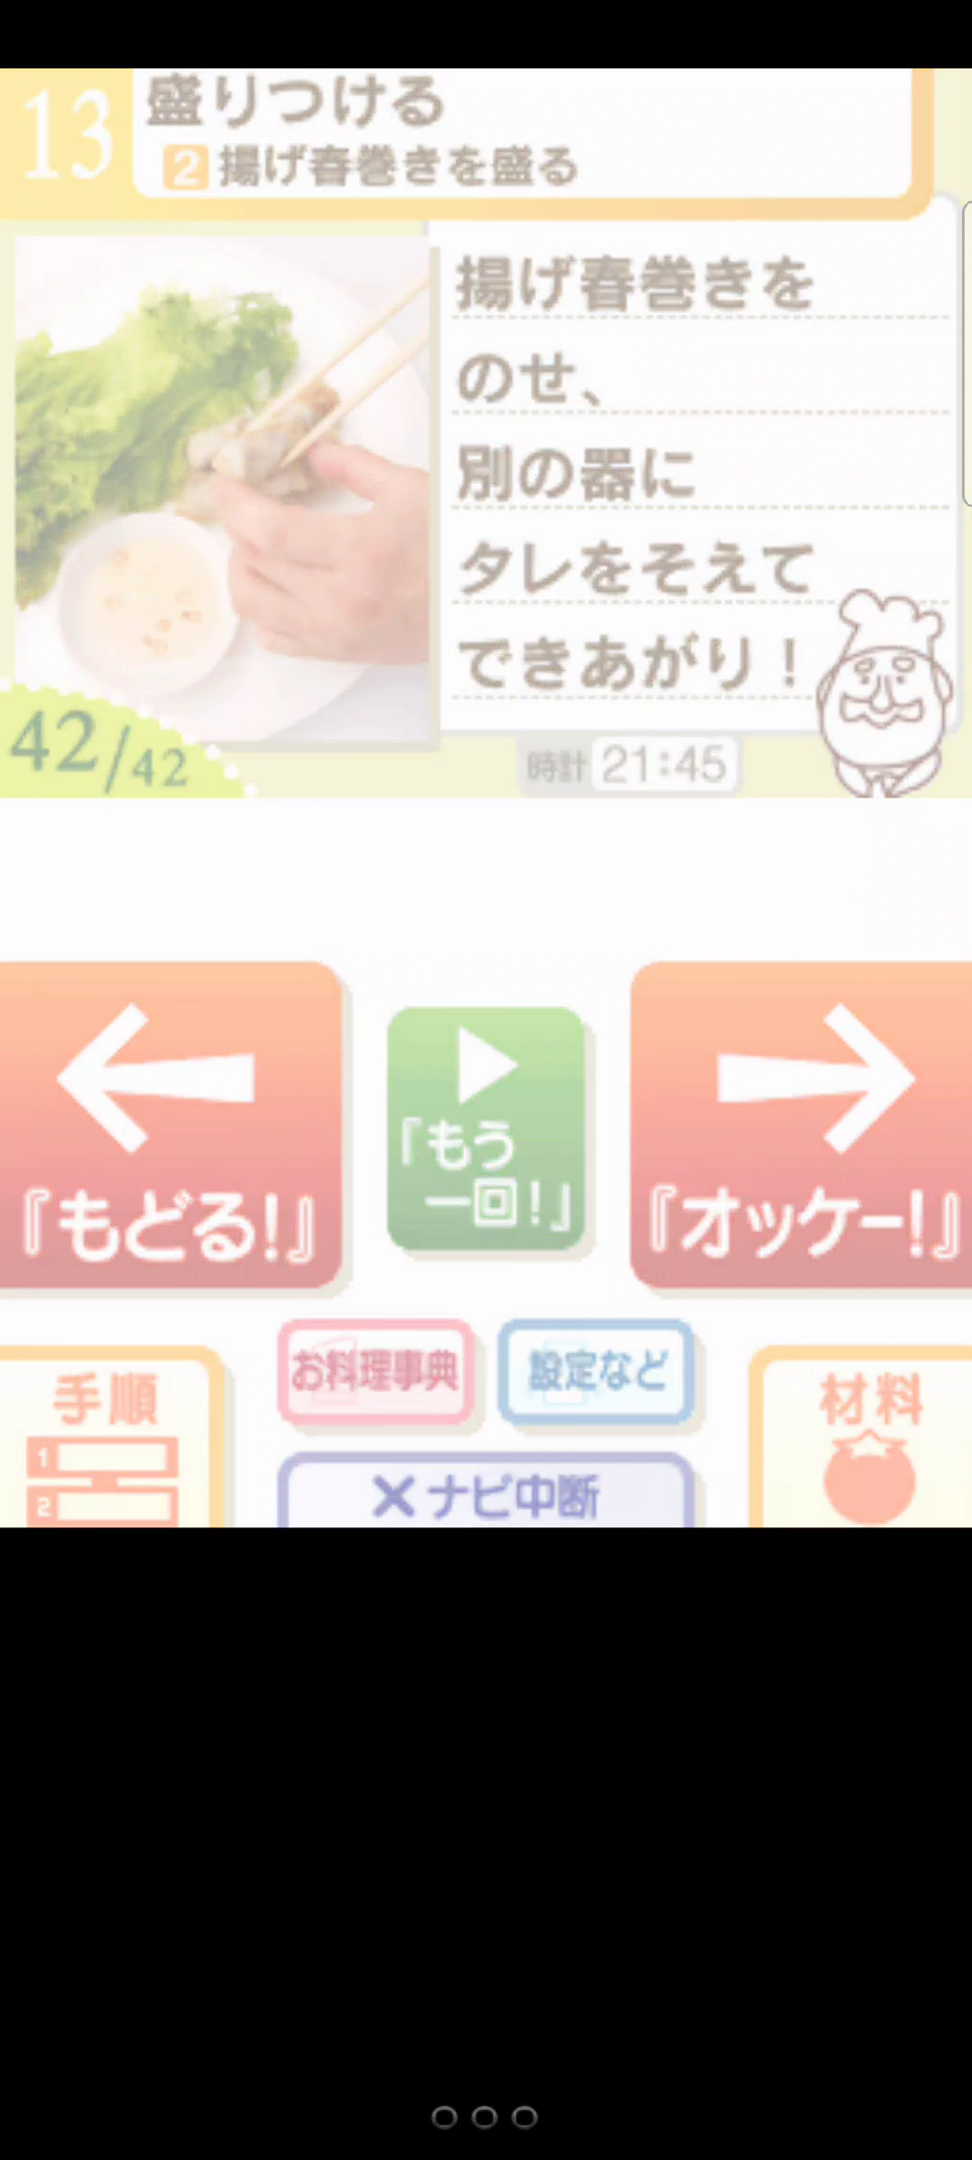 13
盛りつける
2 揚げ春巻きを盛る
揚げ春巻きを
のせ、
別の器に
タレをそえて
できあがり！
42/42
時計 21:45
『もどる!』
『もう
一回!』
『オッケー!』
手順
1
2
お料理事典
設定など
材料
×ナビ中断